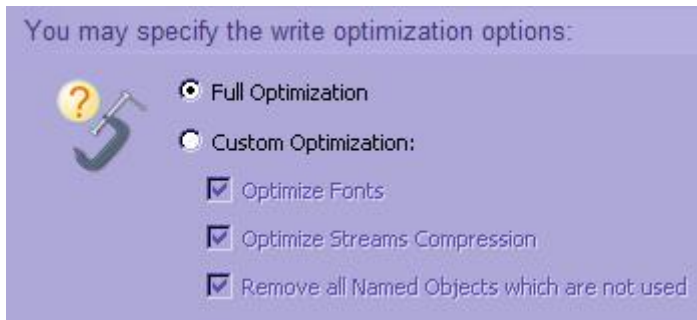 You may specify the write optimization options:
?
Full Optimization
Custom Optimization:
Optimize Fonts
Optimize Streams Compression
Remove all Named Objects which are not used